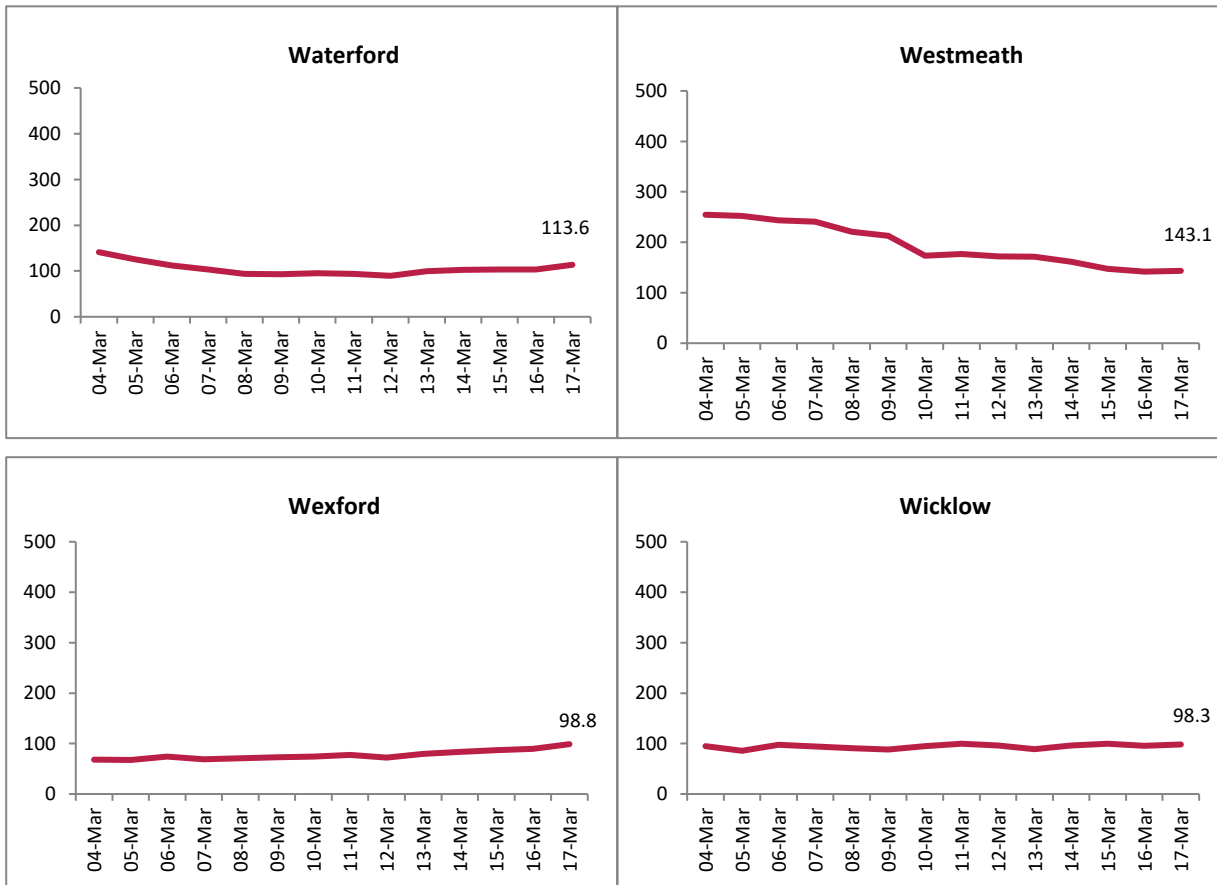 Waterford
500
400
300
200
100
0
113.6
04-Mar
05-Mar
06-Mar
07-Mar
08-Mar
09-Mar
10-Mar
11-Mar
12-Mar
13-Mar
14-Mar
15-Mar
16-Mar
17-Mar
Westmeath
500
400
300
200
100
0
143.1
04-Mar
05-Mar
06-Mar
07-Mar
08-Mar
09-Mar
10-Mar
11-Mar
12-Mar
13-Mar
14-Mar
15-Mar
16-Mar
17-Mar
Wexford
500
400
300
200
100
0
98.8
04-Mar
05-Mar
06-Mar
07-Mar
08-Mar
09-Mar
10-Mar
11-Mar
12-Mar
13-Mar
14-Mar
15-Mar
16-Mar
17-Mar
Wicklow
500
400
300
200
100
0
98.3
04-Mar
05-Mar
06-Mar
07-Mar
08-Mar
09-Mar
10-Mar
11-Mar
12-Mar
13-Mar
14-Mar
15-Mar
16-Mar
17-Mar